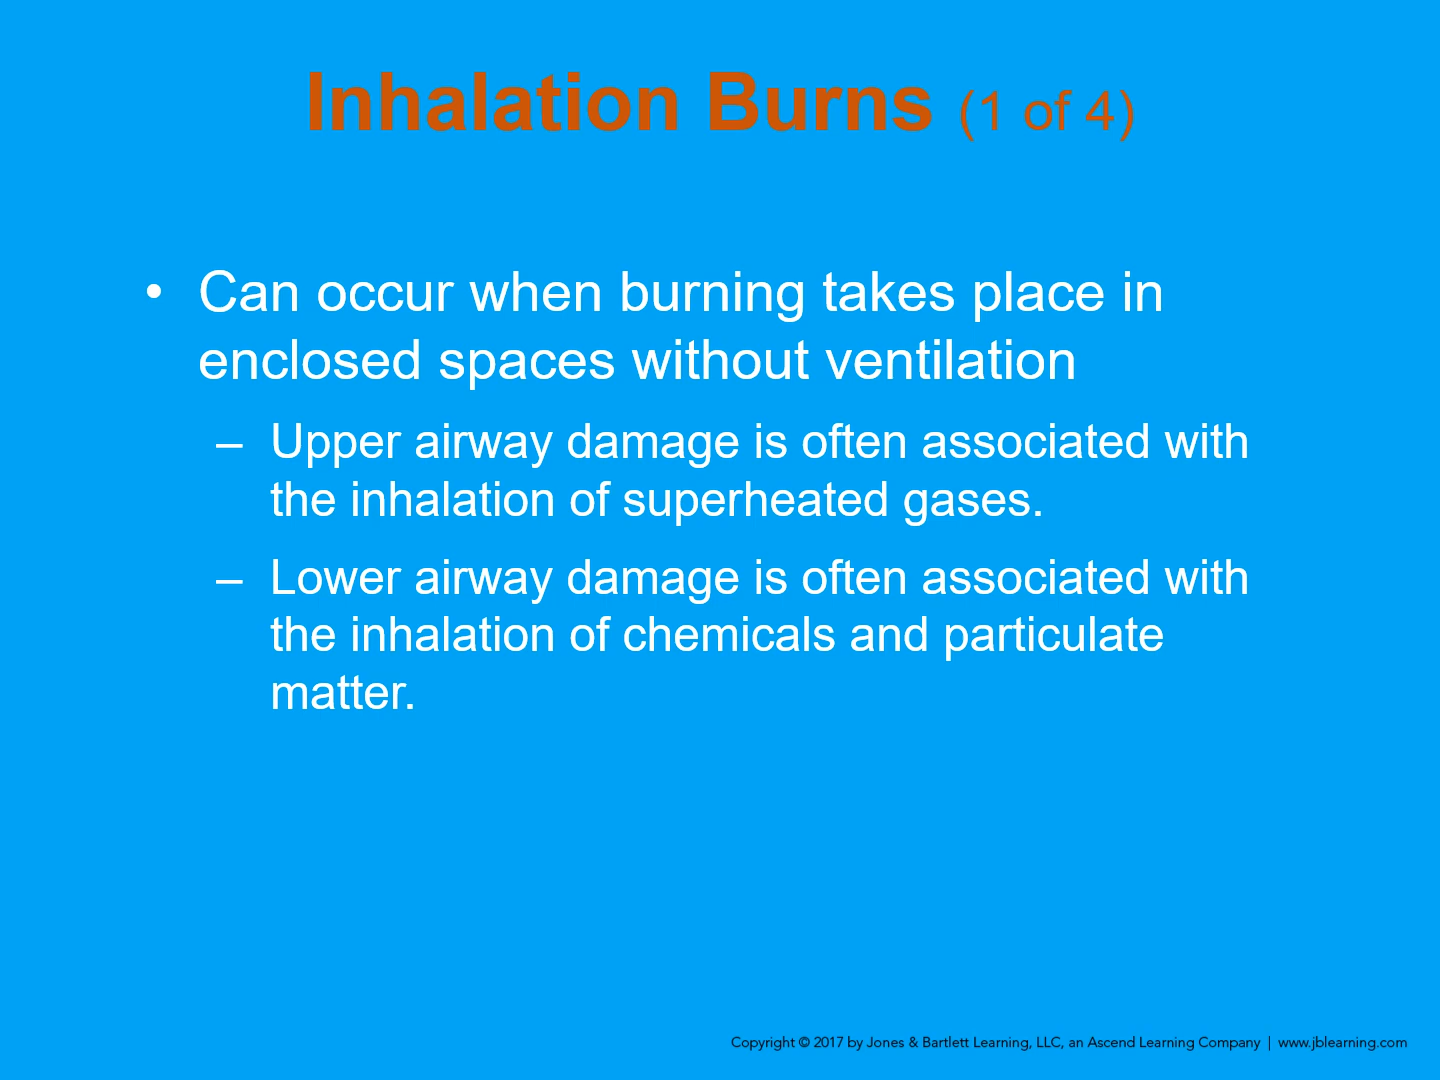 Inhalation Burns (1 of 4)
• Can occur when burning takes place in
enclosed spaces without ventilation
– Upper airway damage is often associated with
the inhalation of superheated gases.
– Lower airway damage is often associated with
the inhalation of chemicals and particulate
matter.
Copyright © 2017 by Jones & Bartlett Learning, LLC, an Ascend Learning Company | www.jblearning.com